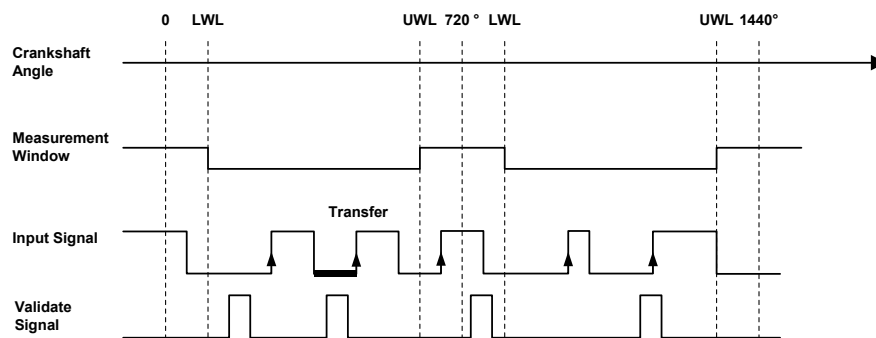 0 LWL UWL 720 ° LWL UWL 1440°
Crankshaft
Angle
Measurement
Window
Transfer
Input Signal
Validate
Signal